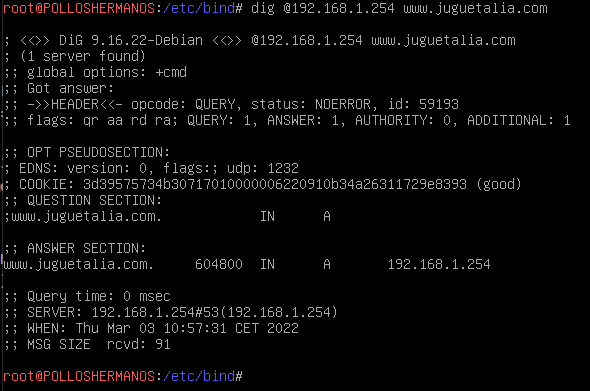 root@POLLOSHERMANOS:/etc/bind# dig @192.168.1.254 www.juguetalia.com
; <<>> DiG 9.16.22-Debian <<>> @192.168.1.254 www.juguetalia.com
; (1 server found)
;; global options: +cmd
;; Got answer:
;; ->>HEADER<<- opcode: QUERY, status: NOERROR, id: 59193
;; flags: qr aa rd ra; QUERY: 1, ANSWER: 1, AUTHORITY: 0, ADDITIONAL: 1
;; OPT PSEUDOSECTION:
; EDNS: version: 0, flags:; udp: 1232
; COOKIE: 3d39575734b30717010000006220910b34a26311729e8393 (good)
;; QUESTION SECTION:
;www.juguetalia.com. IN A
;; ANSWER SECTION:
www.juguetalia.com. 604800 IN A 192.168.1.254
;; Query time: 0 msec
;; SERVER: 192.168.1.254#53(192.168.1.254)
;; WHEN: Thu Mar 03 10:57:31 CET 2022
;; MSG SIZE rcvd: 91
root@POLLOSHERMANOS:/etc/bind#